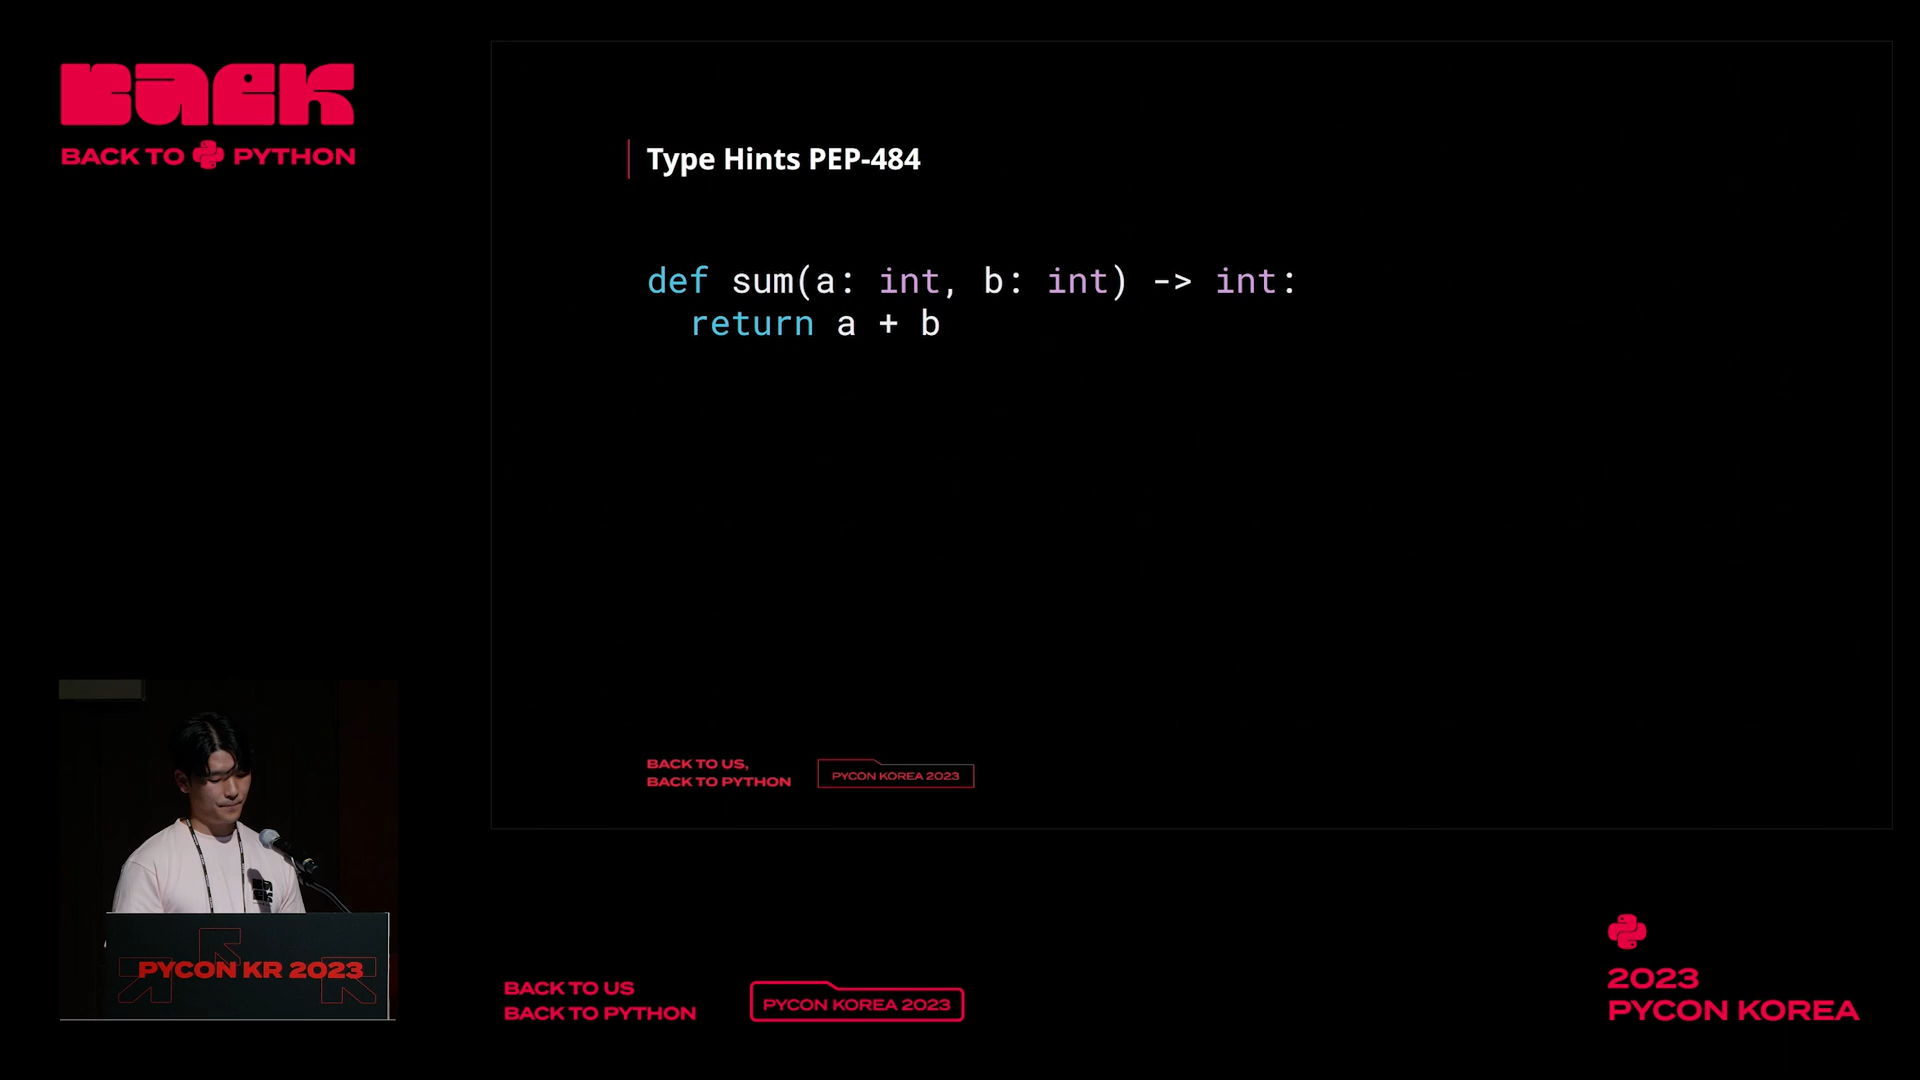 BACK
BACK TO PYTHON
Type Hints PEP-484
def sum(a: int, b: int) -> int:
return a + b
BACK TO US,
BACK TO PYTHON
PYCON KOREA 2023
PYCON KR 2023
BACK TO US
BACK TO PYTHON
PYCON KOREA 2023
2023
PYCON KOREA